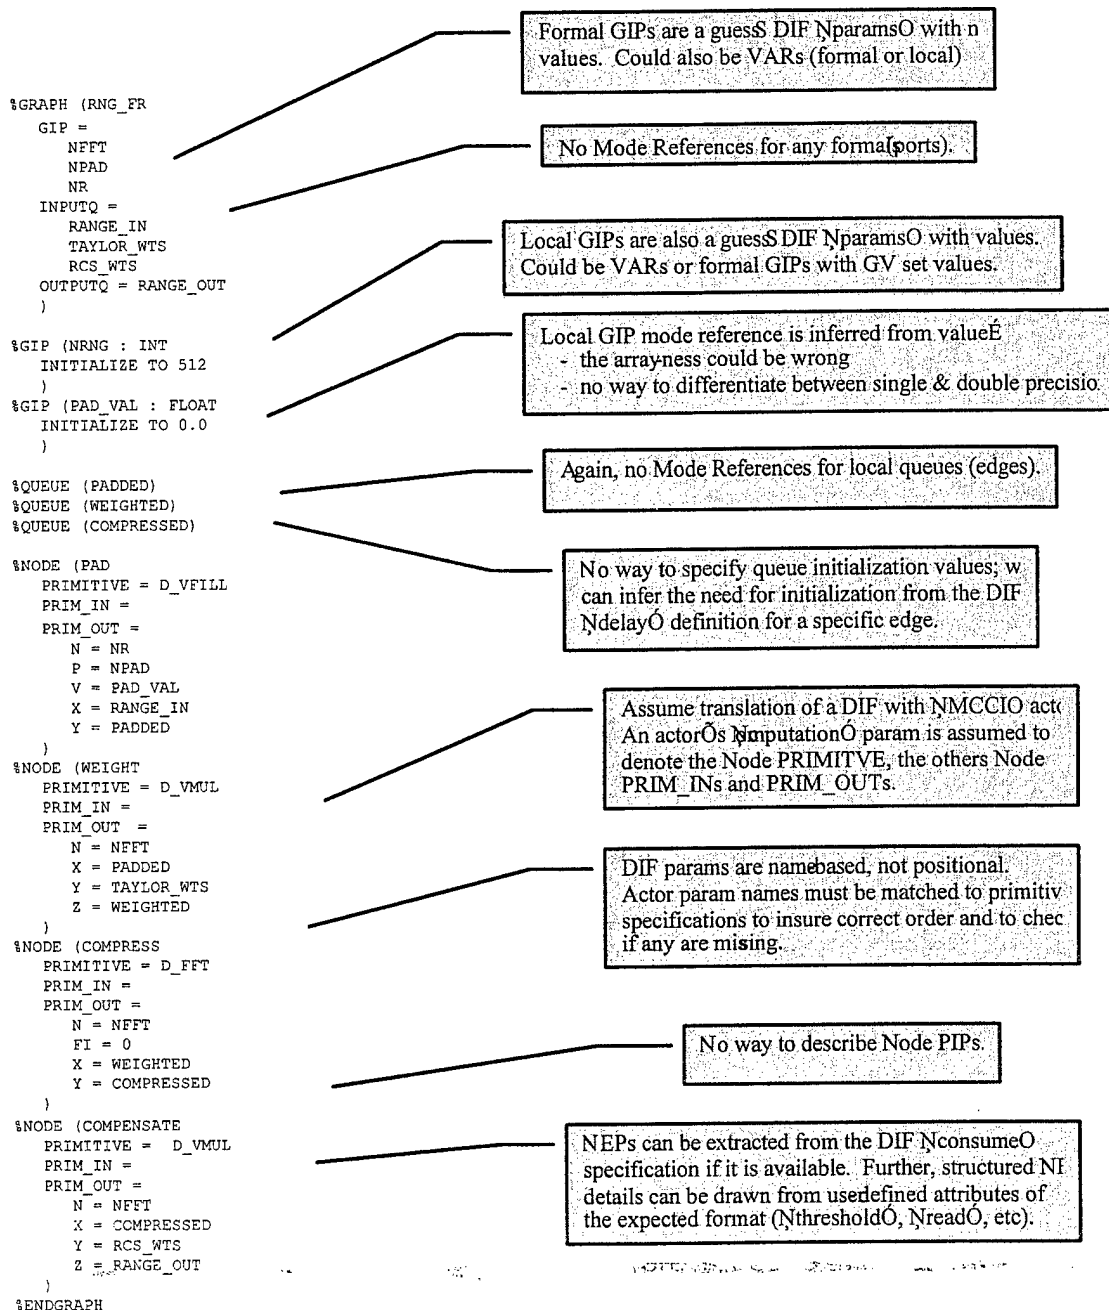 %GRAPH (RNG_FR
GIP =
NFFT
NPAD
NR
INPUTQ =
RANGE_IN
TAYLOR_WTS
RCS_WTS
OUTPUTQ = RANGE_OUT
)
%GIP (NRNG : INT
INITIALIZE TO 512
)
%GIP (PAD_VAL : FLOAT
INITIALIZE TO 0.0
)
%QUEUE (PADDED)
%QUEUE (WEIGHTED)
%QUEUE (COMPRESSED)
%NODE (PAD
PRIMITIVE = D_VFILL
PRIM_IN =
PRIM_OUT =
N = NR
P = NPAD
V = PAD_VAL
X = RANGE_IN
Y = PADDED
)
%NODE (WEIGHT
PRIMITIVE = D_VMUL
PRIM_IN =
PRIM_OUT =
N = NFFT
X = PADDED
Y = TAYLOR_WTS
Z = WEIGHTED
)
%NODE (COMPRESS
PRIMITIVE = D_FFT
PRIM_IN =
PRIM_OUT =
N = NFFT
FI = 0
X = WEIGHTED
Y = COMPRESSED
)
%NODE (COMPENSATE
PRIMITIVE = D_VMUL
PRIM_IN =
PRIM_OUT =
N = NFFT
X = COMPRESSED
Y = RCS_WTS
Z = RANGE_OUT
)
%ENDGRAPH
Formal GIPs are a guessS DIF ŅparamsO with n
values. Could also be VARs (formal or local)
No Mode References for any formal(ports).
Local GIPs are also a guessS DIF ŅparamsO with values.
Could be VARs or formal GIPs with GV set values.
Local GIP mode reference is inferred from valueÉ
- the array-ness could be wrong
- no way to differentiate between single & double precisio
Again, no Mode References for local queues (edges).
No way to specify queue initialization values; w
can infer the need for initialization from the DIF
ŅdelayÓ definition for a specific edge.
Assume translation of a DIF with ŅMCCIO acto
An actorÕs ŅmputationÓ param is assumed to
denote the Node PRIMITVE, the others Node
PRIM_INs and PRIM_OUTs.
DIF params are namebased, not positional.
Actor param names must be matched to primitiv
specifications to insure correct order and to chec
if any are mising.
No way to describe Node PIPs.
NEPs can be extracted from the DIF ŅconsumeO
specification if it is available. Further, structured NI
details can be drawn from usedefined attributes of
the expected format (ŅthresholdÓ, ŅreadÓ, etc).